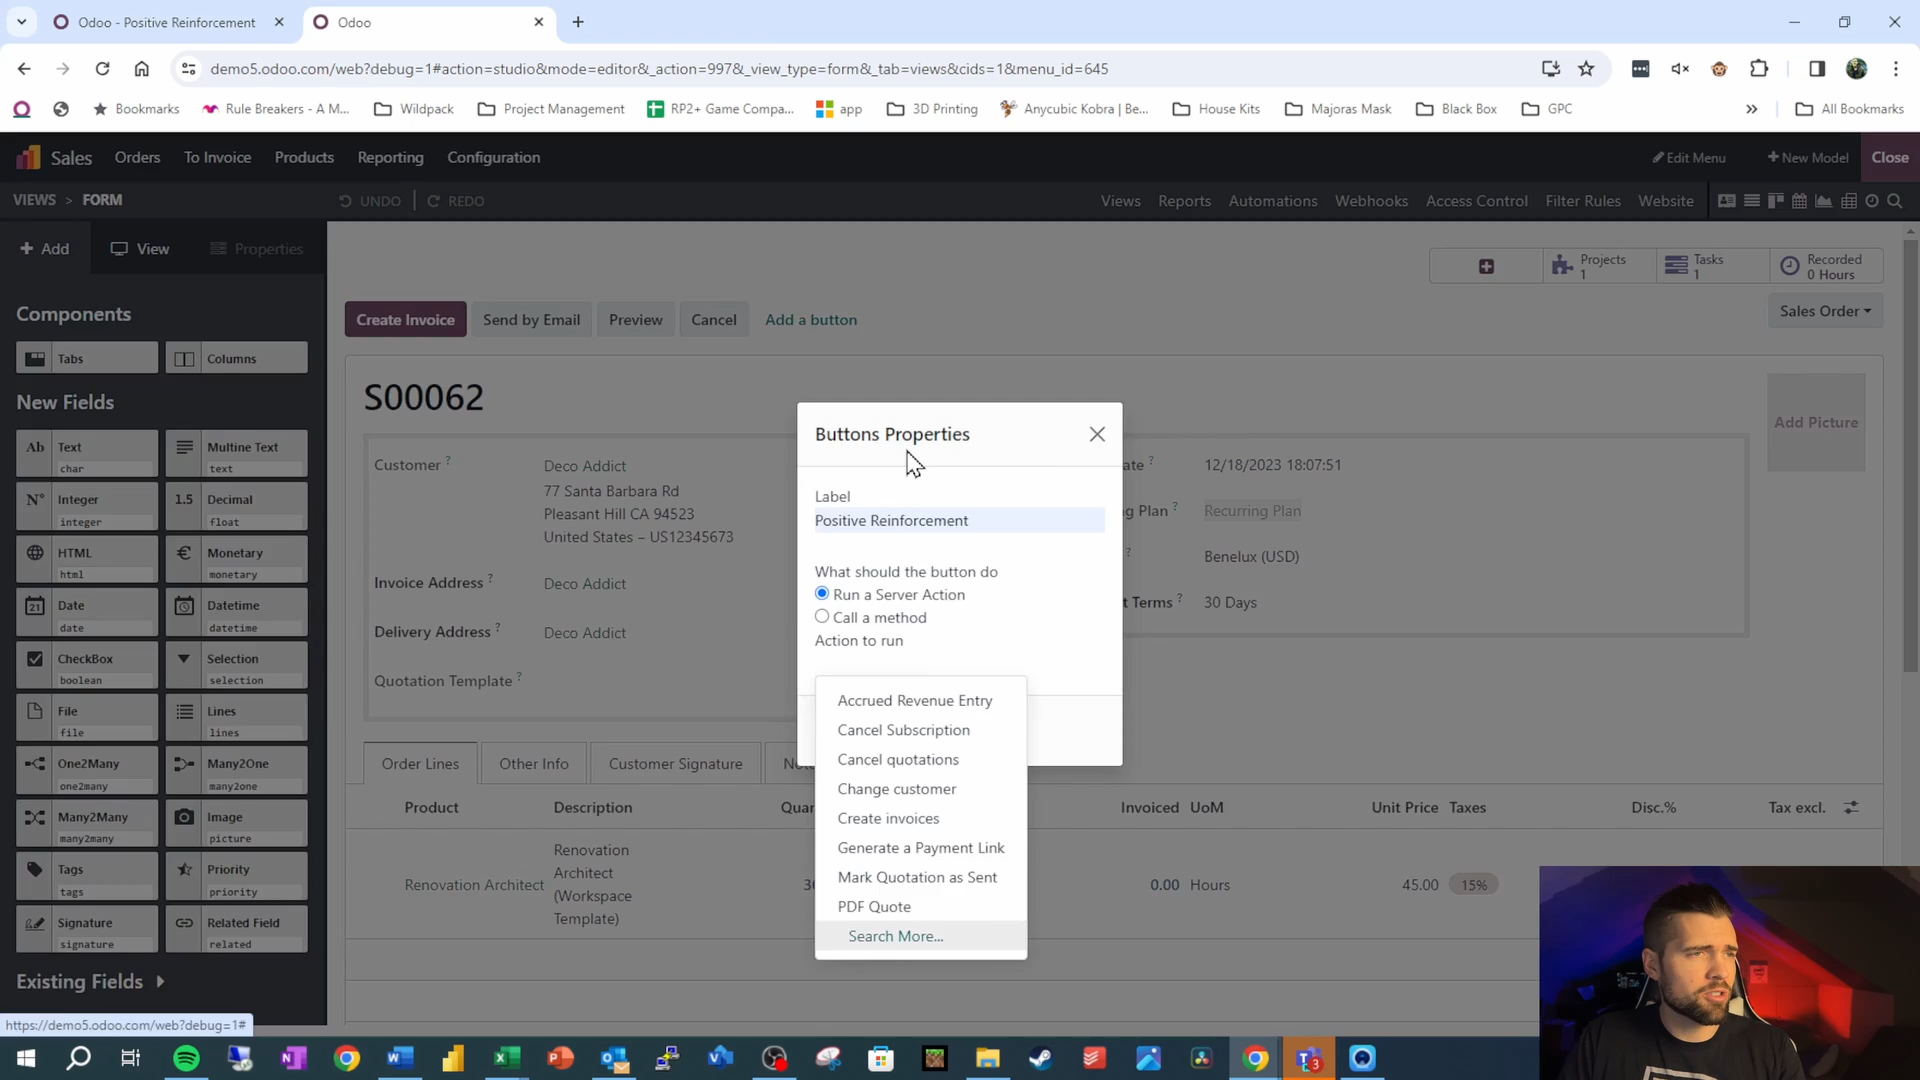 Odoo - Positive Reinforcement
Odoo
demo5.odoo.com/web?debug=1#action=studio&mode=editor&_action=997&_view_type=form&_tab=views&cids=1&menu_id=645
Bookmarks
Rule Breakers - A M...
Wildpack
Project Management
RP2+ Game Compa...
app
3D Printing
Anycubic Kobra | Be...
House Kits
Majoras Mask
Black Box
GPC
All Bookmarks
Sales
Orders
To Invoice
Products
Reporting
Configuration
Edit Menu
New Model
Close
VIEWS > FORM
UNDO
REDO
Views
Reports
Automations
Webhooks
Access Control
Filter Rules
Website
+ Add
View
Properties
Projects
1
Tasks
1
Recorded
0 Hours
Components
Tabs
Columns
New Fields
Ab Text
char
Multine Text
text
N° Integer
integer
1.5 Decimal
float
HTML
html
€ Monetary
monetary
21 Date
date
Datetime
datetime
CheckBox
boolean
Selection
selection
File
file
Lines
lines
One2Many
one2many
Many2One
many2one
Many2Many
many2many
Image
picture
Tags
tags
Priority
priority
Signature
signature
Related Field
related
Existing Fields
https://demo5.odoo.com/web?debug=1#
Create Invoice
Send by Email
Preview
Cancel
Add a button
Sales Order
S00062
Add Picture
Customer ?
Deco Addict
77 Santa Barbara Rd
Pleasant Hill CA 94523
United States – US12345673
Invoice Address ?
Deco Addict
Delivery Address ?
Deco Addict
Quotation Template ?
ate ?
12/18/2023 18:07:51
g Plan ?
Recurring Plan
?
Benelux (USD)
t Terms ?
30 Days
Buttons Properties
Label
Positive Reinforcement
What should the button do
Run a Server Action
Call a method
Action to run
Accrued Revenue Entry
Cancel Subscription
Cancel quotations
Change customer
Create invoices
Generate a Payment Link
Mark Quotation as Sent
PDF Quote
Search More...
Order Lines
Other Info
Customer Signature
Product
Description
Quan
Invoiced
UoM
Unit Price
Taxes
Disc.%
Tax excl.
Renovation Architect
Renovation
Architect
(Workspace
Template)
0.00
Hours
45.00
15%
3